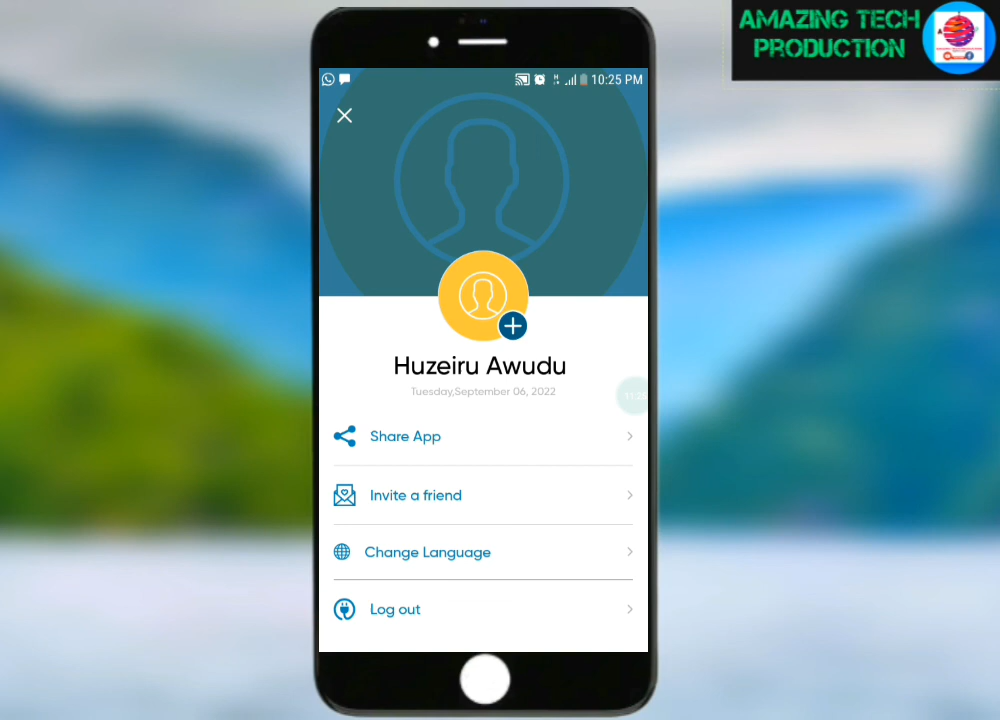 AMAZING TECH
PRODUCTION
10:25 PM
Huzeiru Awudu
Tuesday,September 06, 2022
Share App
Invite a friend
Change Language
Log out